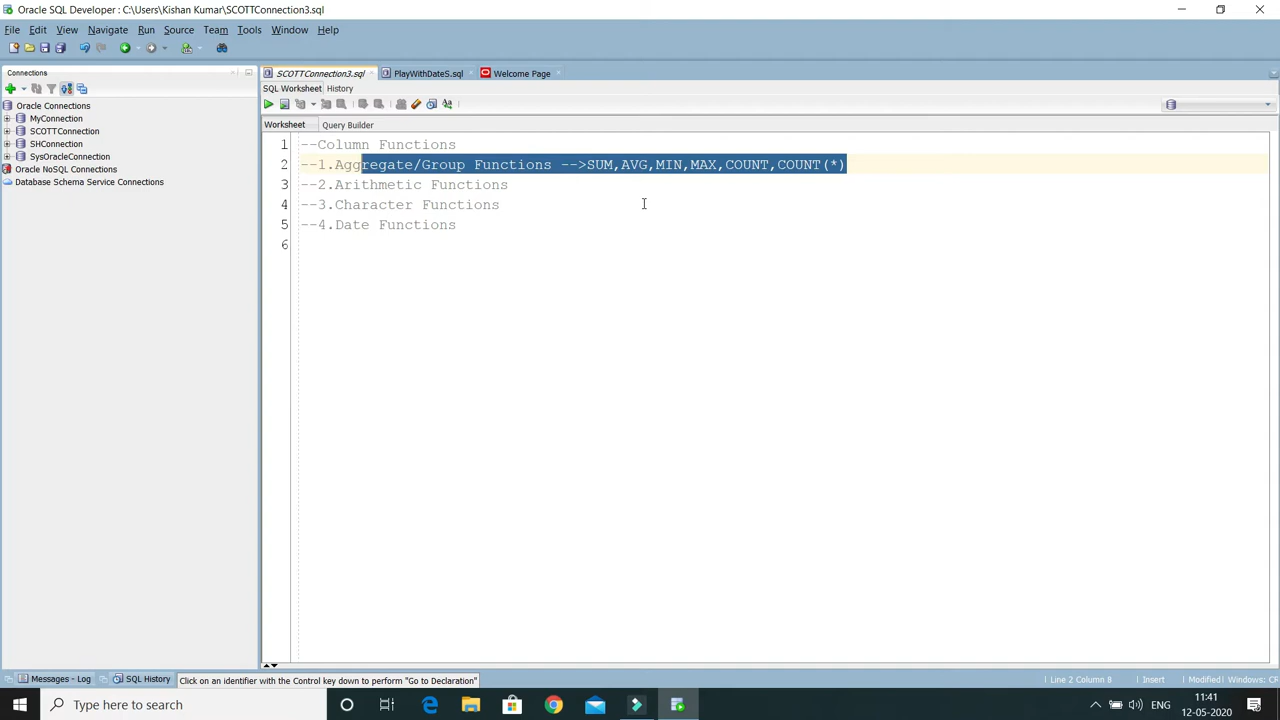 Oracle SQL Developer : C:\Users\Kishan Kumar\SCOTTConnection3.sql
File Edit View Navigate Run Source Team Tools Window Help
Connections
SCOTTConnection3.sql PlayWithDateS.sql Welcome Page
SQL Worksheet History
Oracle Connections
MyConnection
SCOTTConnection
SHConnection
SysOracleConnection
Oracle NoSQL Connections
Database Schema Service Connections
Worksheet Query Builder
1 --Column Functions
2 --1.Aggregate/Group Functions -->SUM,AVG,MIN,MAX,COUNT,COUNT(*)
3 --2.Arithmetic Functions
4 --3.Character Functions
5 --4.Date Functions
6
Messages - Log SQL History Click on an identifier with the Control key down to perform "Go to Declaration" Line 2 Column 8 Insert Modified Windows: CR
Type here to search ENG 11:41
12-05-2020